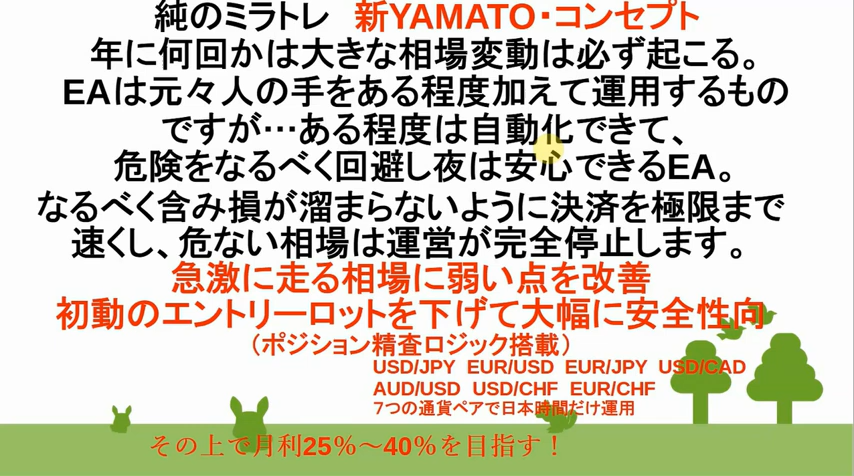 純のミラトレ 新YAMATO・コンセプト
年に何回かは大きな相場変動は必ず起こる。
EAは元々人の手をある程度加えて運用するもの
ですが…ある程度は自動化できて、
危険をなるべく回避し夜は安心できるEA。
なるべく含み損が溜まらないように決済を極限まで
速くし、危ない相場は運営が完全停止します。
急激に走る相場に弱い点を改善
初動のエントリーロットを下げて大幅に安全性向
（ポジション精査ロジック搭載）
USD/JPY EUR/USD EUR/JPY USD/CAD
AUD/USD USD/CHF EUR/CHF
７つの通貨ペアで日本時間だけ運用
その上で月利25％～40％を目指す！